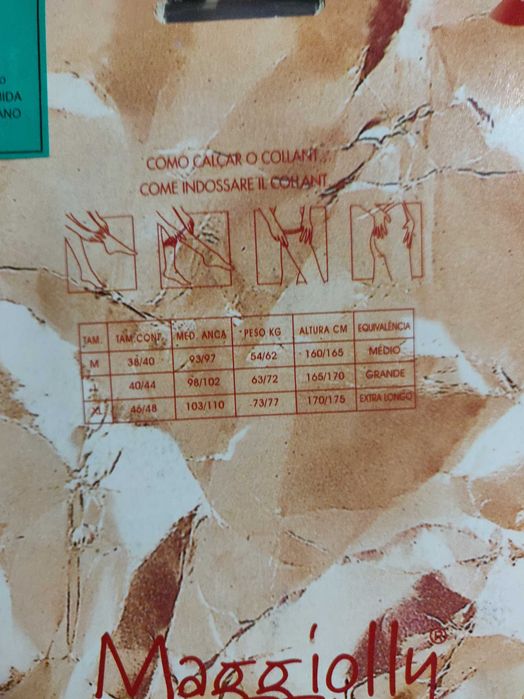 BIDA
ANO
COMO CALÇAR O COLLANT
COME INDOSSARE IL COLLANT
TAM. TAM.CONF. MED. ANCA PESO KG ALTURA CM EQUIVALÊNCIA
M 38/40 93/97 54/62 160/165 MÉDIO
40/44 98/102 63/72 165/170 GRANDE
XL 46/48 103/110 73/77 170/175 EXTRA LONGO
Maggiolly®